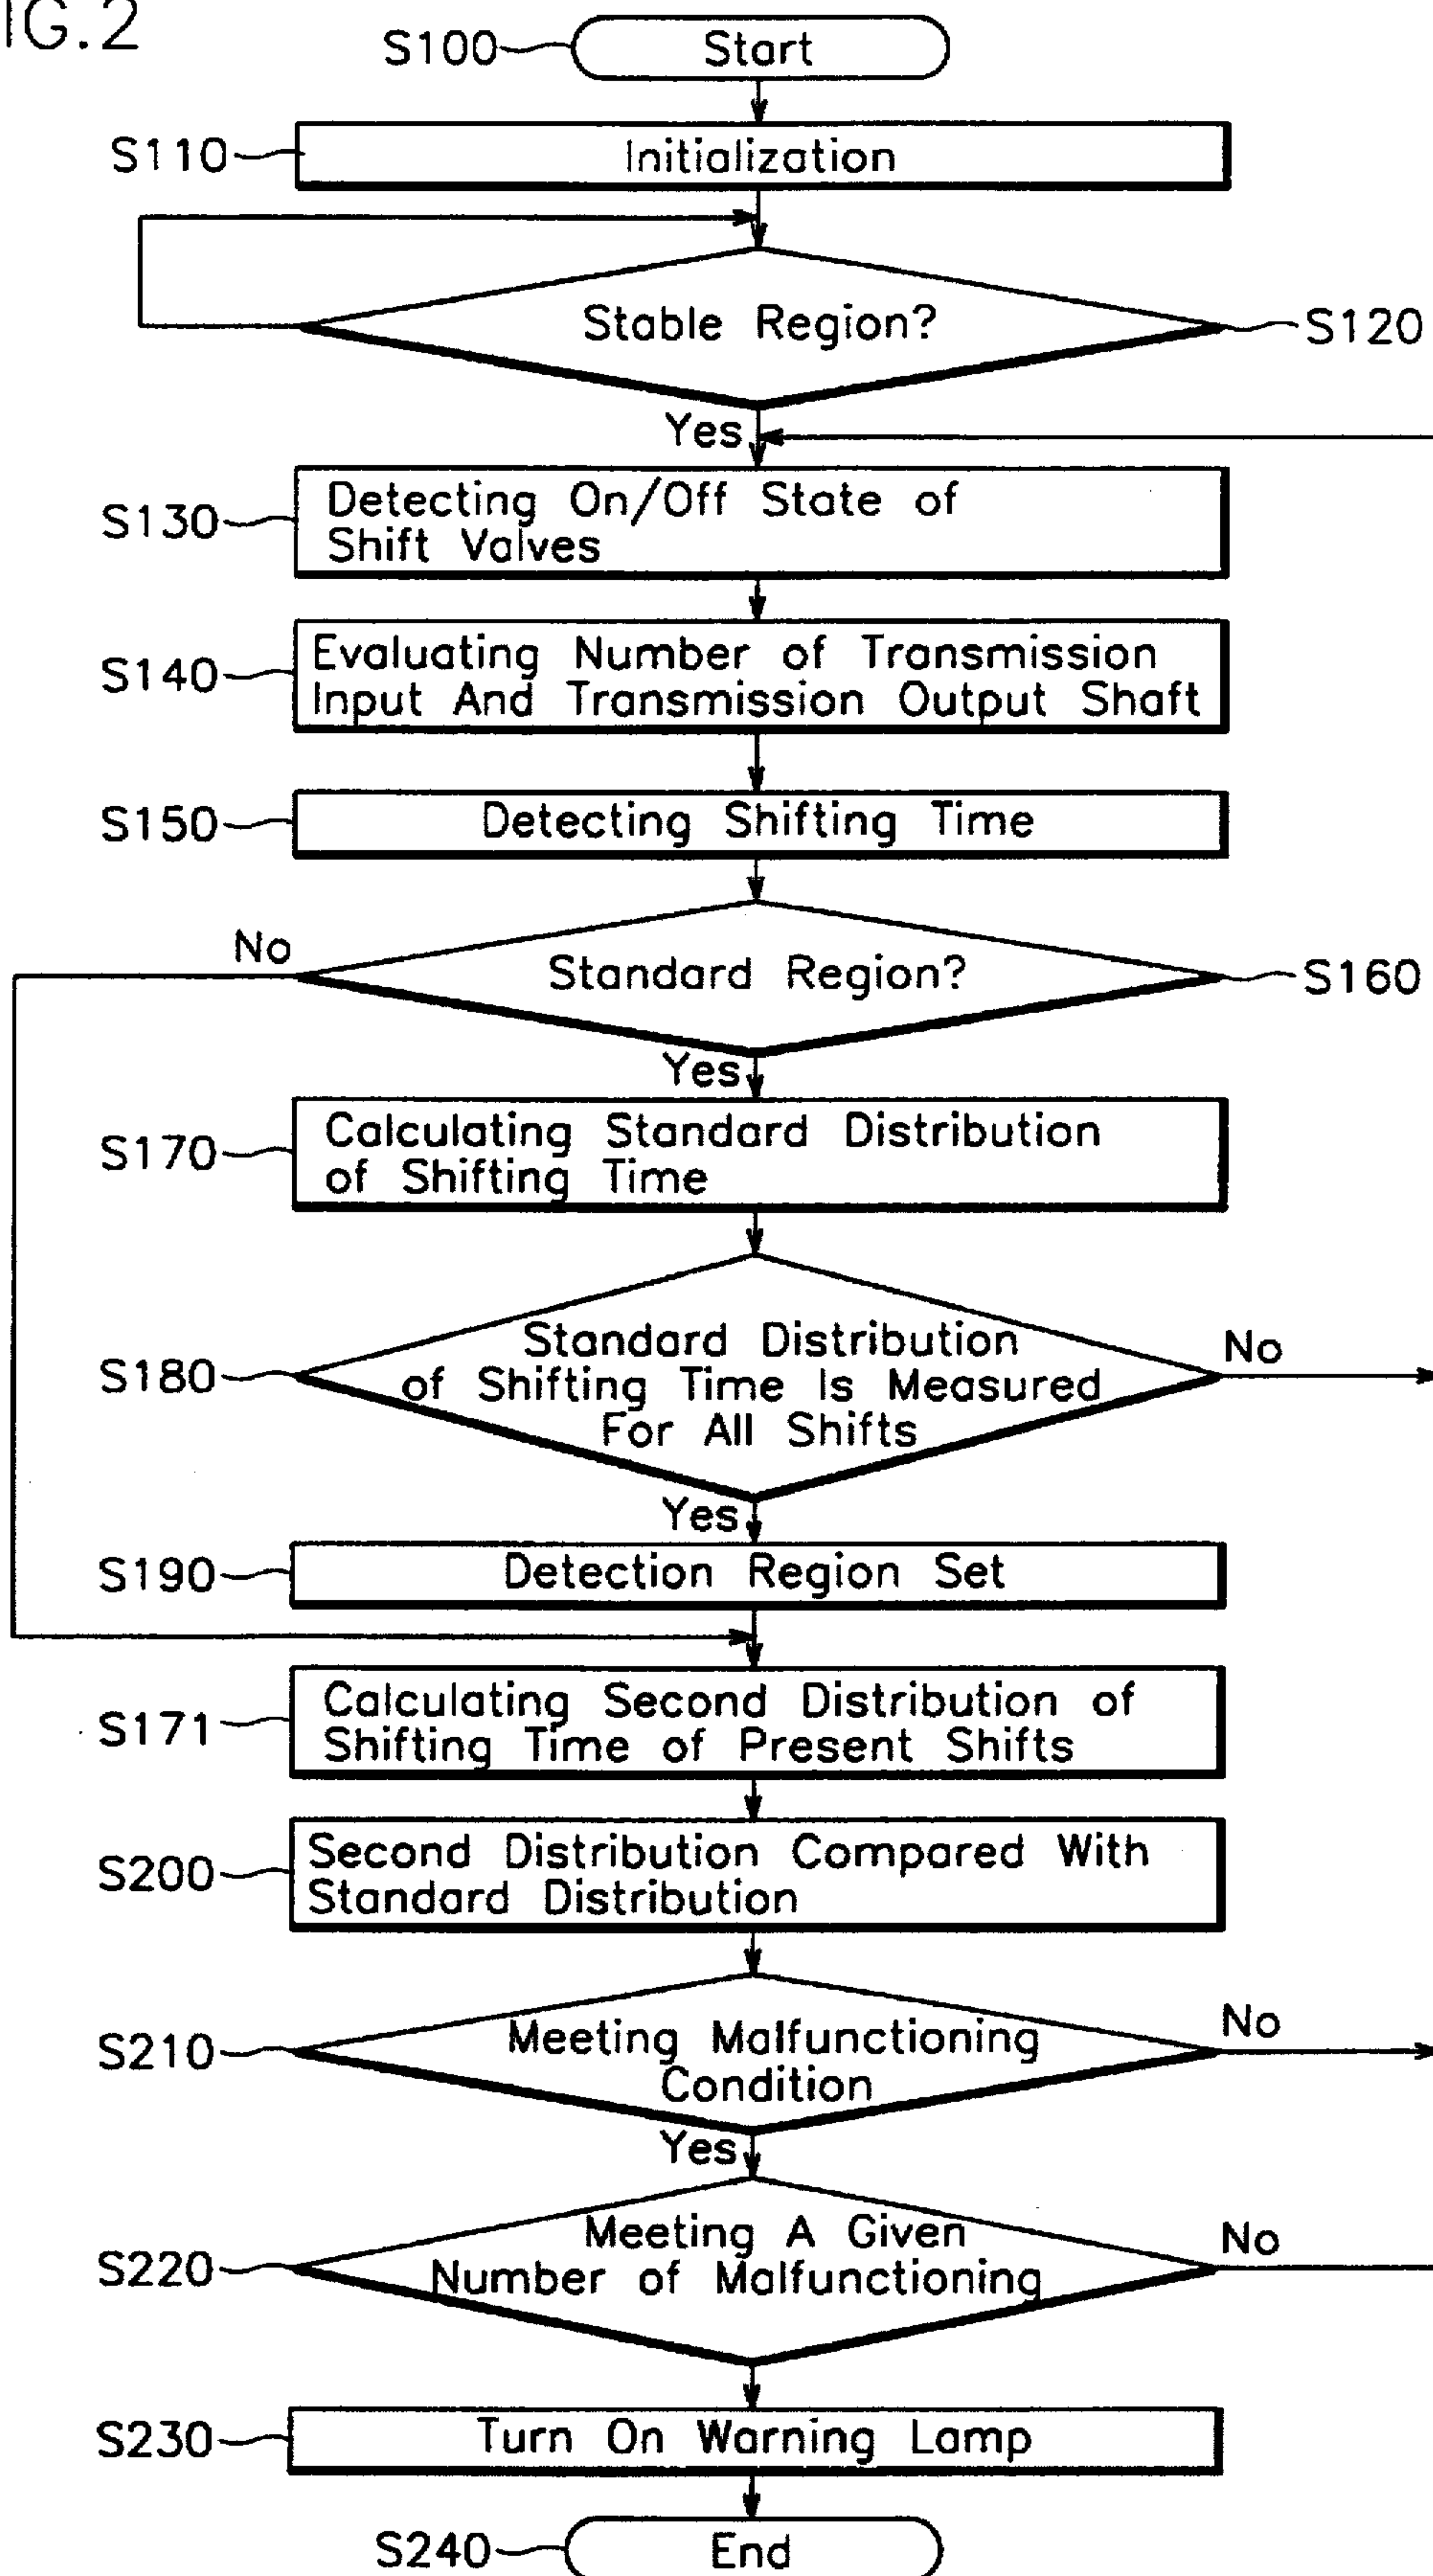 IG.2
S100
Start
S110
Initialization
Stable Region?
S120
Yes
S130
Detecting On/Off State of
Shift Valves
S140
Evaluating Number of Transmission
Input And Transmission Output Shaft
S150
Detecting Shifting Time
No
Standard Region?
S160
Yes
S170
Calculating Standard Distribution
of Shifting Time
S180
Standard Distribution
of Shifting Time Is Measured
For All Shifts
No
Yes
S190
Detection Region Set
S171
Calculating Second Distribution of
Shifting Time of Present Shifts
S200
Second Distribution Compared With
Standard Distribution
S210
Meeting Malfunctioning
Condition
No
Yes
S220
Meeting A Given
Number of Malfunctioning
No
S230
Turn On Warning Lamp
S240
End